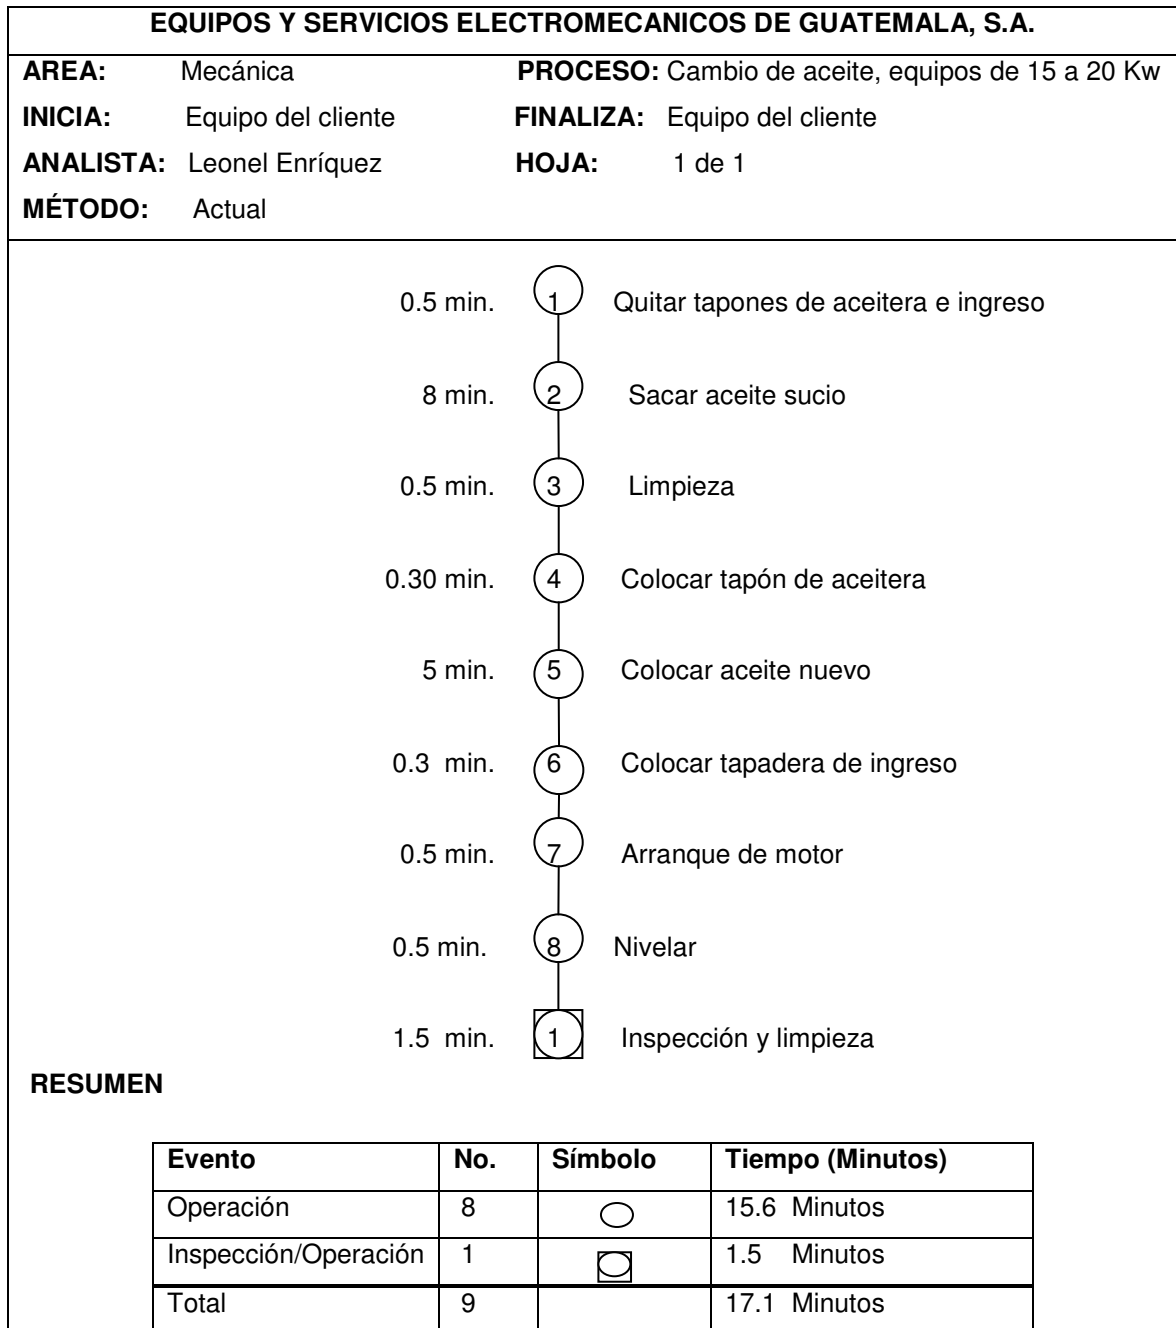 EQUIPOS Y SERVICIOS ELECTROMECANICOS DE GUATEMALA, S.A.
AREA: Mecánica PROCESO: Cambio de aceite, equipos de 15 a 20 Kw
INICIA: Equipo del cliente FINALIZA: Equipo del cliente
ANALISTA: Leonel Enríquez HOJA: 1 de 1
MÉTODO: Actual
0.5 min. 1 Quitar tapones de aceitera e ingreso
8 min. 2 Sacar aceite sucio
0.5 min. 3 Limpieza
0.30 min. 4 Colocar tapón de aceitera
5 min. 5 Colocar aceite nuevo
0.3 min. 6 Colocar tapadera de ingreso
0.5 min. 7 Arranque de motor
0.5 min. 8 Nivelar
1.5 min. 1 Inspección y limpieza
RESUMEN
Evento No. Símbolo Tiempo (Minutos)
Operación 8 15.6 Minutos
Inspección/Operación 1 1.5 Minutos
Total 9 17.1 Minutos